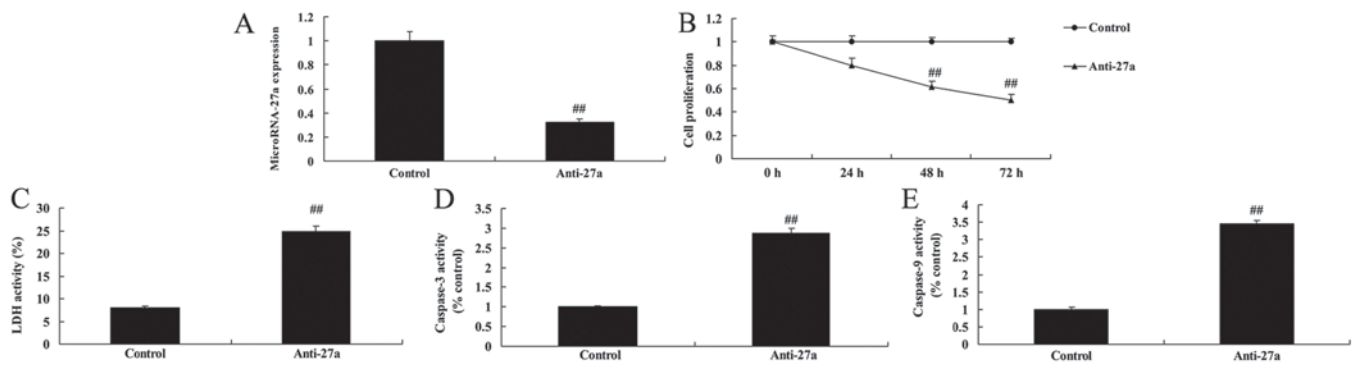 A
MicroRNA-27a expression
1.2
1
0.8
0.6
0.4
0.2
0
##
Control
Anti-27a
B
Cell proliferation
1.2
1
0.8
0.6
0.4
0.2
0
##
##
0 h
24 h
48 h
72 h
Control
Anti-27a
C
LDH activity (%)
30
25
20
15
10
5
0
##
Control
Anti-27a
D
Caspase-3 activity
(% control)
3.5
3
2.5
2
1.5
1
0.5
0
##
Control
Anti-27a
E
Caspase-9 activity
(% control)
4
3.5
3
2.5
2
1.5
1
0.5
0
##
Control
Anti-27a